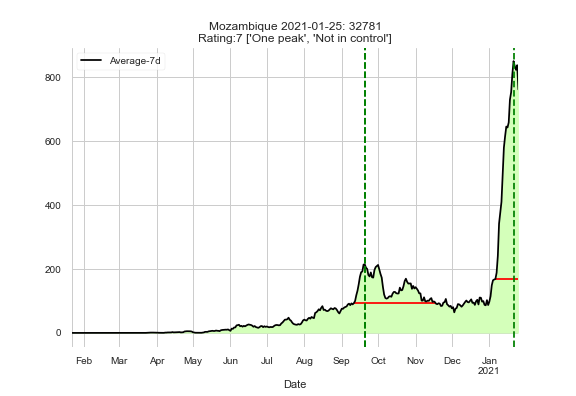 Mozambique 2021-01-25: 32781
Rating:7 ['One peak', 'Not in control']
Average-7d
800
600
400
200
0
Feb Mar Apr May Jun Jul Aug Sep Oct Nov Dec Jan
2021
Date